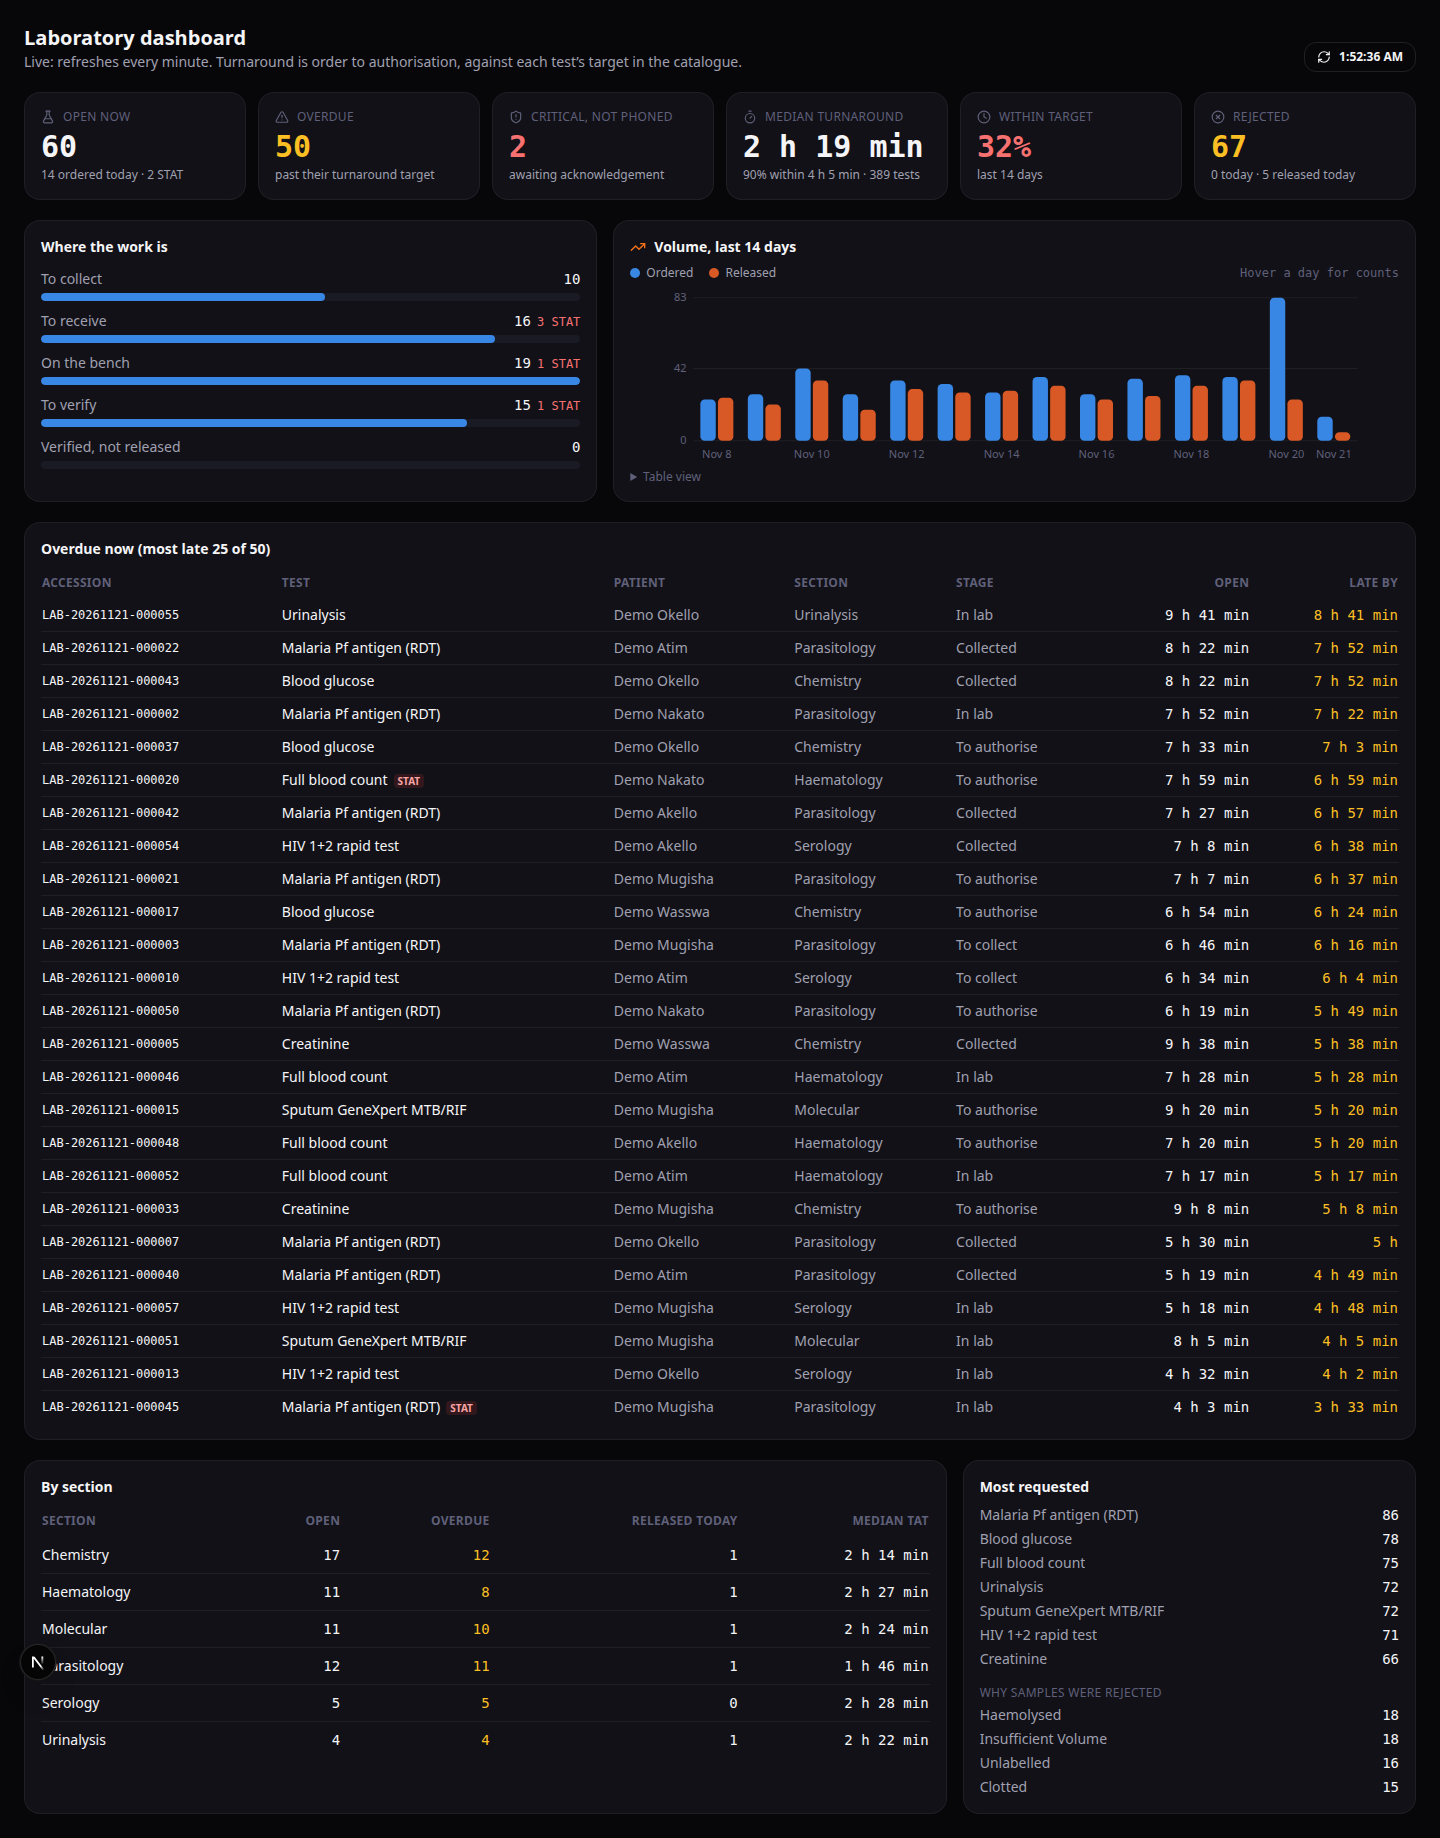 Laboratory dashboard
Live: refreshes every minute. Turnaround is order to authorisation, against each test's target in the catalogue.
1:52:36 AM
OPEN NOW
60
14 ordered today · 2 STAT
OVERDUE
50
past their turnaround target
CRITICAL, NOT PHONED
2
awaiting acknowledgement
MEDIAN TURNAROUND
2 h 19 min
90% within 4 h 5 min · 389 tests
WITHIN TARGET
32%
last 14 days
REJECTED
67
0 today · 5 released today
Where the work is
To collect 10
To receive 16 3 STAT
On the bench 19 1 STAT
To verify 15 1 STAT
Verified, not released 0
Volume, last 14 days
Ordered Released Hover a day for counts
83
42
0
Nov 8 Nov 10 Nov 12 Nov 14 Nov 16 Nov 18 Nov 20 Nov 21
Table view
Overdue now (most late 25 of 50)
ACCESSION TEST PATIENT SECTION STAGE OPEN LATE BY
LAB-20261121-000055 Urinalysis Demo Okello Urinalysis In lab 9 h 41 min 8 h 41 min
LAB-20261121-000022 Malaria Pf antigen (RDT) Demo Atim Parasitology Collected 8 h 22 min 7 h 52 min
LAB-20261121-000043 Blood glucose Demo Okello Chemistry Collected 8 h 22 min 7 h 52 min
LAB-20261121-000002 Malaria Pf antigen (RDT) Demo Nakato Parasitology In lab 7 h 52 min 7 h 22 min
LAB-20261121-000037 Blood glucose Demo Okello Chemistry To authorise 7 h 33 min 7 h 3 min
LAB-20261121-000020 Full blood count STAT Demo Nakato Haematology To authorise 7 h 59 min 6 h 59 min
LAB-20261121-000042 Malaria Pf antigen (RDT) Demo Akello Parasitology Collected 7 h 27 min 6 h 57 min
LAB-20261121-000054 HIV 1+2 rapid test Demo Akello Serology Collected 7 h 8 min 6 h 38 min
LAB-20261121-000021 Malaria Pf antigen (RDT) Demo Mugisha Parasitology To authorise 7 h 7 min 6 h 37 min
LAB-20261121-000017 Blood glucose Demo Wasswa Chemistry To authorise 6 h 54 min 6 h 24 min
LAB-20261121-000003 Malaria Pf antigen (RDT) Demo Mugisha Parasitology To collect 6 h 46 min 6 h 16 min
LAB-20261121-000010 HIV 1+2 rapid test Demo Atim Serology To collect 6 h 34 min 6 h 4 min
LAB-20261121-000050 Malaria Pf antigen (RDT) Demo Nakato Parasitology To authorise 6 h 19 min 5 h 49 min
LAB-20261121-000005 Creatinine Demo Wasswa Chemistry Collected 9 h 38 min 5 h 38 min
LAB-20261121-000046 Full blood count Demo Atim Haematology In lab 7 h 28 min 5 h 28 min
LAB-20261121-000015 Sputum GeneXpert MTB/RIF Demo Mugisha Molecular To authorise 9 h 20 min 5 h 20 min
LAB-20261121-000048 Full blood count Demo Akello Haematology To authorise 7 h 20 min 5 h 20 min
LAB-20261121-000052 Full blood count Demo Atim Haematology In lab 7 h 17 min 5 h 17 min
LAB-20261121-000033 Creatinine Demo Mugisha Chemistry To authorise 9 h 8 min 5 h 8 min
LAB-20261121-000007 Malaria Pf antigen (RDT) Demo Okello Parasitology Collected 5 h 30 min 5 h
LAB-20261121-000040 Malaria Pf antigen (RDT) Demo Atim Parasitology Collected 5 h 19 min 4 h 49 min
LAB-20261121-000057 HIV 1+2 rapid test Demo Mugisha Serology In lab 5 h 18 min 4 h 48 min
LAB-20261121-000051 Sputum GeneXpert MTB/RIF Demo Mugisha Molecular In lab 8 h 5 min 4 h 5 min
LAB-20261121-000013 HIV 1+2 rapid test Demo Okello Serology In lab 4 h 32 min 4 h 2 min
LAB-20261121-000045 Malaria Pf antigen (RDT) STAT Demo Mugisha Parasitology In lab 4 h 3 min 3 h 33 min
By section
SECTION OPEN OVERDUE RELEASED TODAY MEDIAN TAT
Chemistry 17 12 1 2 h 14 min
Haematology 11 8 1 2 h 27 min
Molecular 11 10 1 2 h 24 min
N
arasitology 12 11 1 1 h 46 min
Serology 5 5 0 2 h 28 min
Urinalysis 4 4 1 2 h 22 min
Most requested
Malaria Pf antigen (RDT) 86
Blood glucose 78
Full blood count 75
Urinalysis 72
Sputum GeneXpert MTB/RIF 72
HIV 1+2 rapid test 71
Creatinine 66
WHY SAMPLES WERE REJECTED
Haemolysed 18
Insufficient Volume 18
Unlabelled 16
Clotted 15